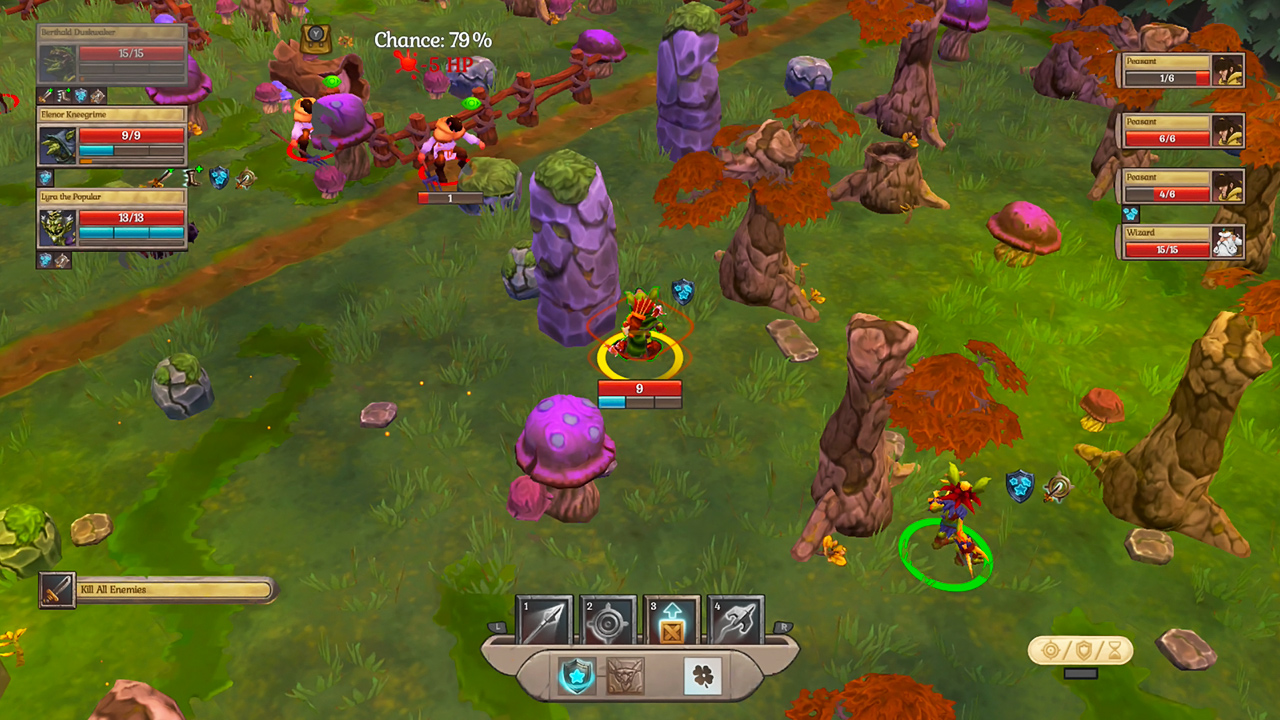 Berthald Duskwalker
15/15
Elenor Kneegrime
9/9
Lyra the Popular
13/13
Y
Chance: 79%
-5 HP
1
9
Peasant
1/6
Peasant
6/6
Peasant
4/6
Wizard
15/15
Kill All Enemies
L
1
2
3
4
R
/ /